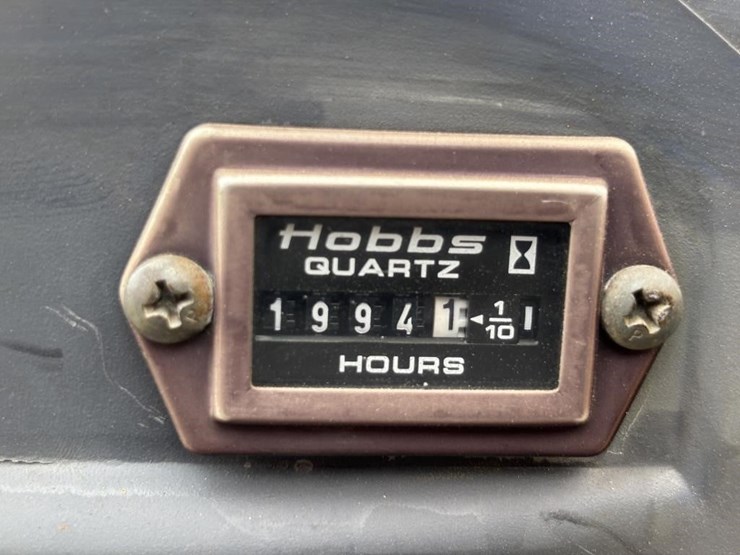 Hobbs
QUARTZ
1 9 9 4 1 ◄ 1/10
HOURS